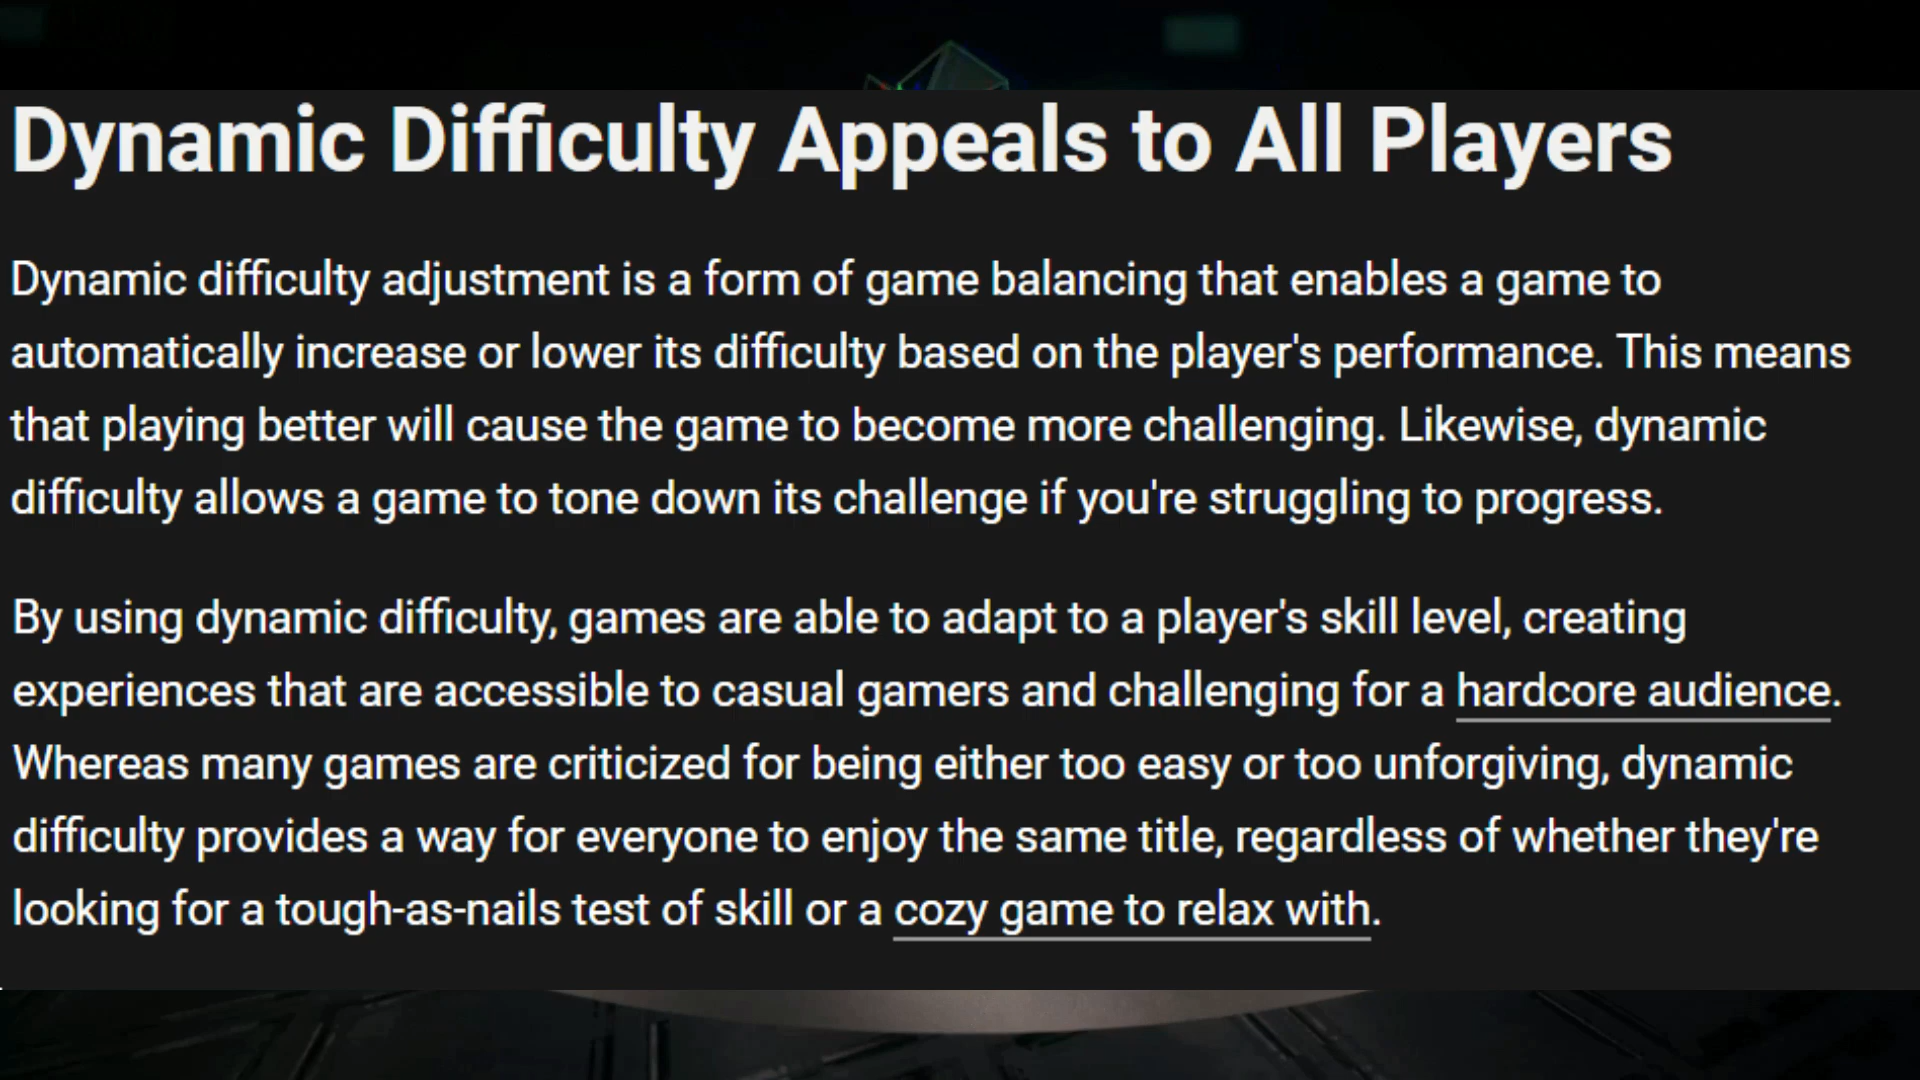 Dynamic Difficulty Appeals to All Players
Dynamic difficulty adjustment is a form of game balancing that enables a game to
automatically increase or lower its difficulty based on the player's performance. This means
that playing better will cause the game to become more challenging. Likewise, dynamic
difficulty allows a game to tone down its challenge if you're struggling to progress.
By using dynamic difficulty, games are able to adapt to a player's skill level, creating
experiences that are accessible to casual gamers and challenging for a hardcore audience.
Whereas many games are criticized for being either too easy or too unforgiving, dynamic
difficulty provides a way for everyone to enjoy the same title, regardless of whether they're
looking for a tough-as-nails test of skill or a cozy game to relax with.